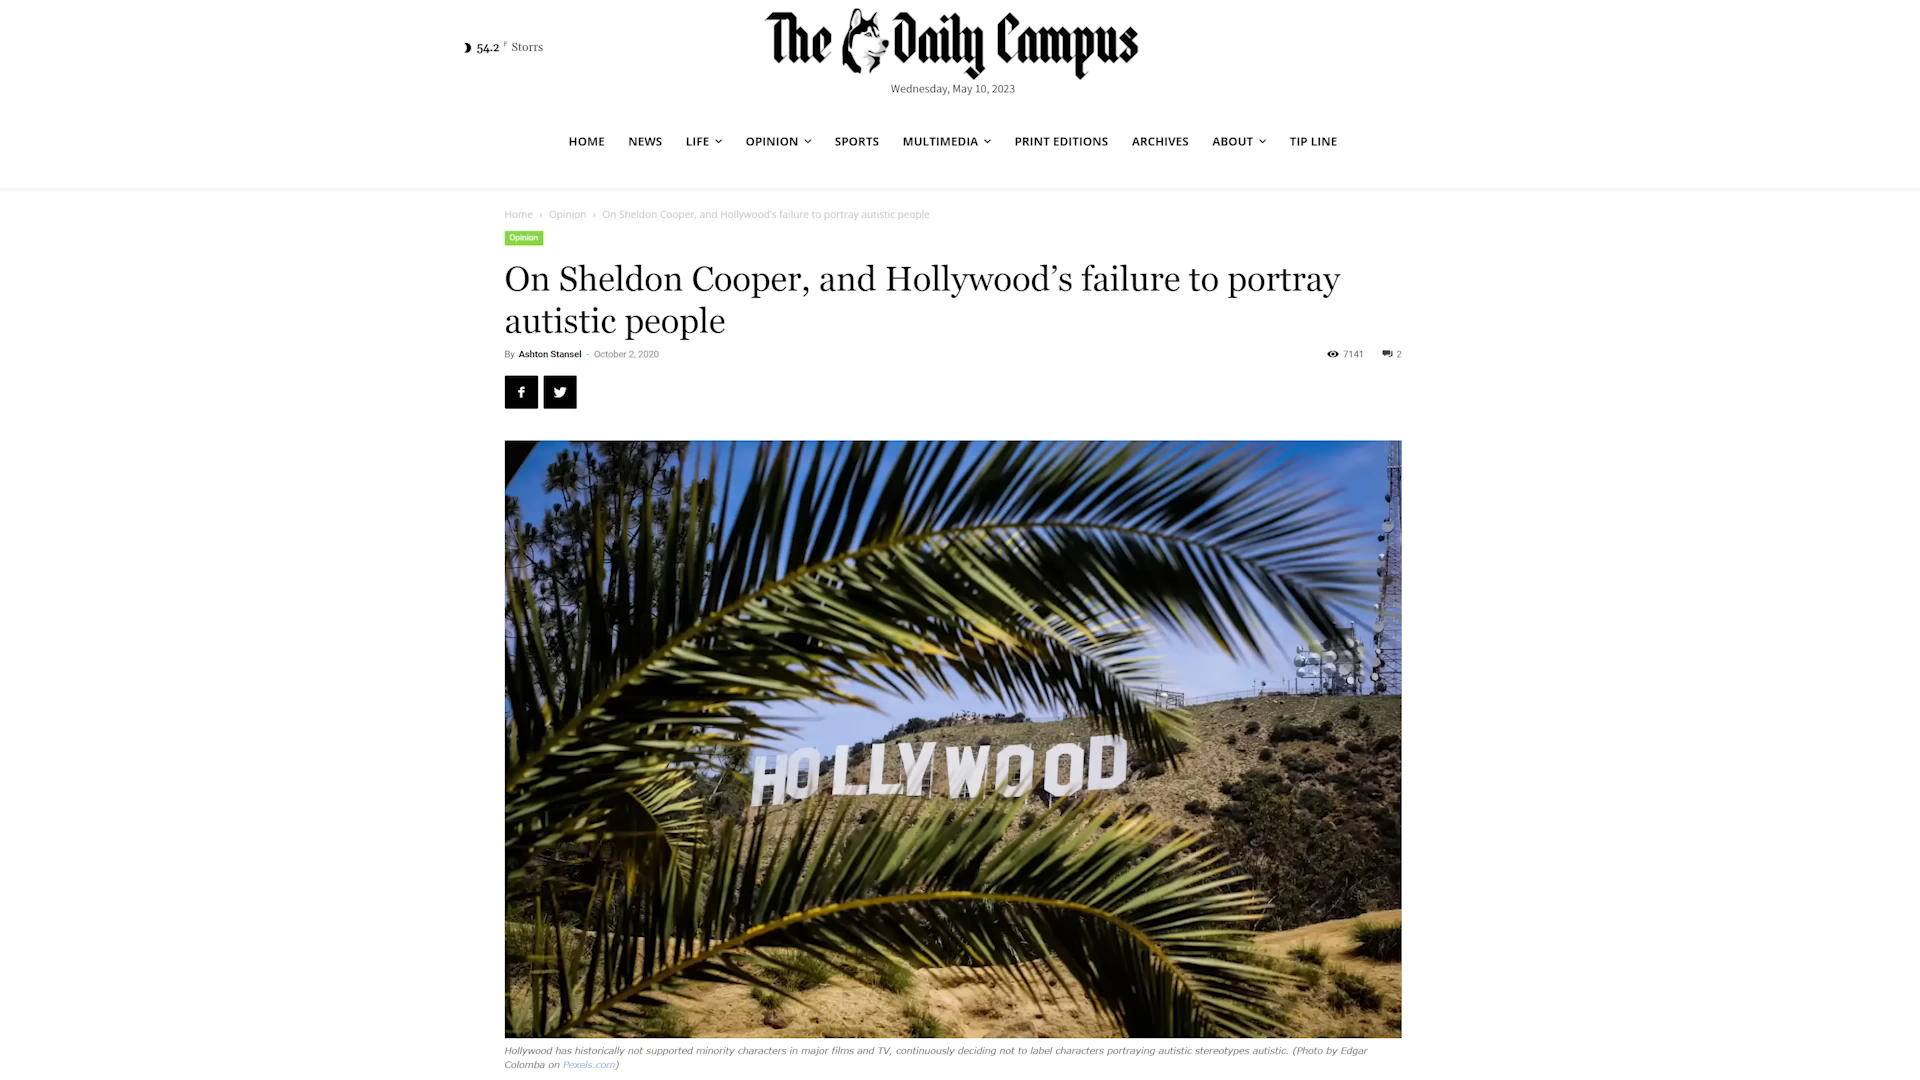 54.2 F Storrs
The Daily Campus
Wednesday, May 10, 2023
HOME NEWS LIFE OPINION SPORTS MULTIMEDIA PRINT EDITIONS ARCHIVES ABOUT TIP LINE
Home › Opinion › On Sheldon Cooper, and Hollywood's failure to portray autistic people
Opinion
On Sheldon Cooper, and Hollywood’s failure to portray
autistic people
By Ashton Stansel - October 2, 2020
7141 2
HOLLYWOOD
Hollywood has historically not supported minority characters in major films and TV, continuously deciding not to label characters portraying autistic stereotypes autistic. (Photo by Edgar
Colomba on Pexels.com)